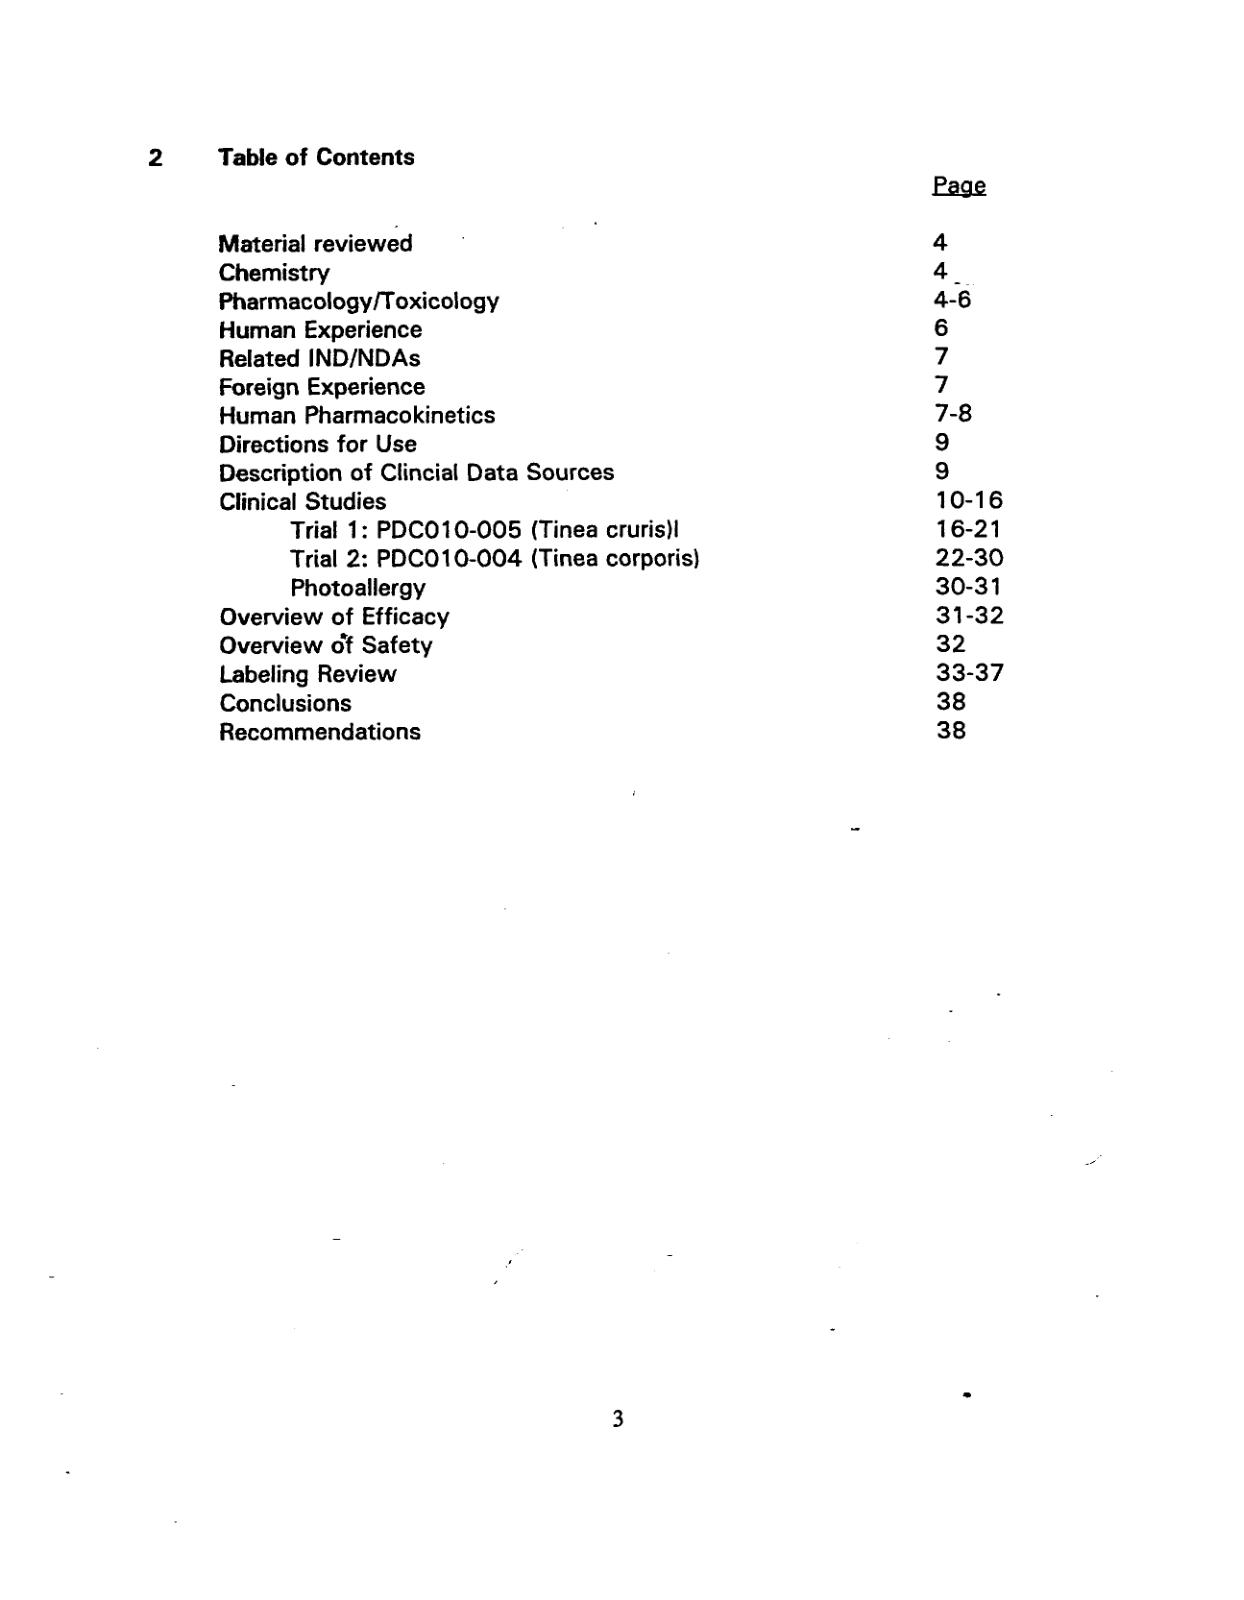 2 Table of Contents
Page
Material reviewed 4
Chemistry 4
Pharmacology/Toxicology 4-6
Human Experience 6
Related IND/NDAs 7
Foreign Experience 7
Human Pharmacokinetics 7-8
Directions for Use 9
Description of Clincial Data Sources 9
Clinical Studies 10-16
Trial 1: PDC010-005 (Tinea cruris)l 16-21
Trial 2: PDC010-004 (Tinea corporis) 22-30
Photoallergy 30-31
Overview of Efficacy 31-32
Overview of Safety 32
Labeling Review 33-37
Conclusions 38
Recommendations 38
3